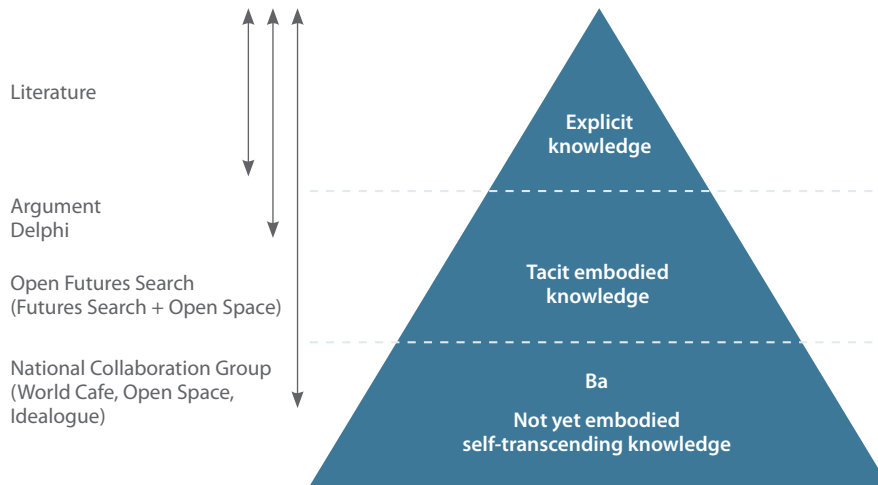 Literature
Argument
Delphi
Open Futures Search
(Futures Search + Open Space)
National Collaboration Group
(World Cafe, Open Space,
Idealogue)
Explicit
knowledge
Tacit embodied
knowledge
Ba
Not yet embodied
self-transcending knowledge